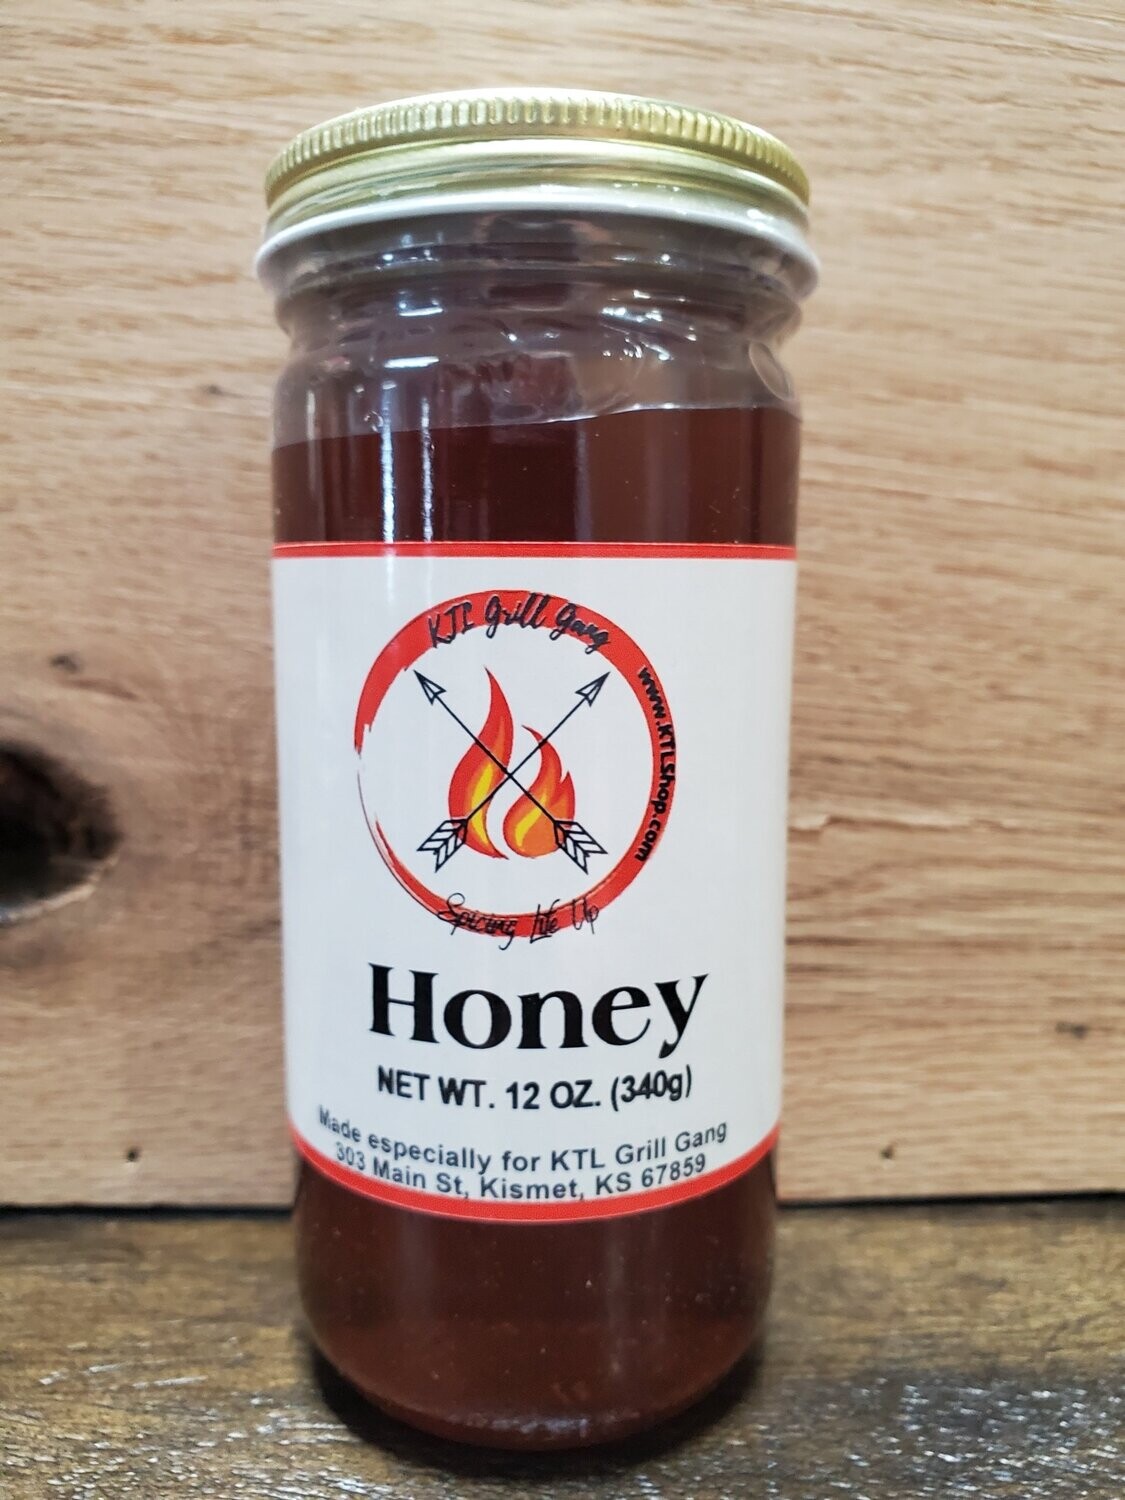 KTL Grill Gang
www.KTLShop.com
Spicing Life Up
Honey
NET WT. 12 OZ. (340g)
Made especially for KTL Grill Gang
303 Main St, Kismet, KS 67859